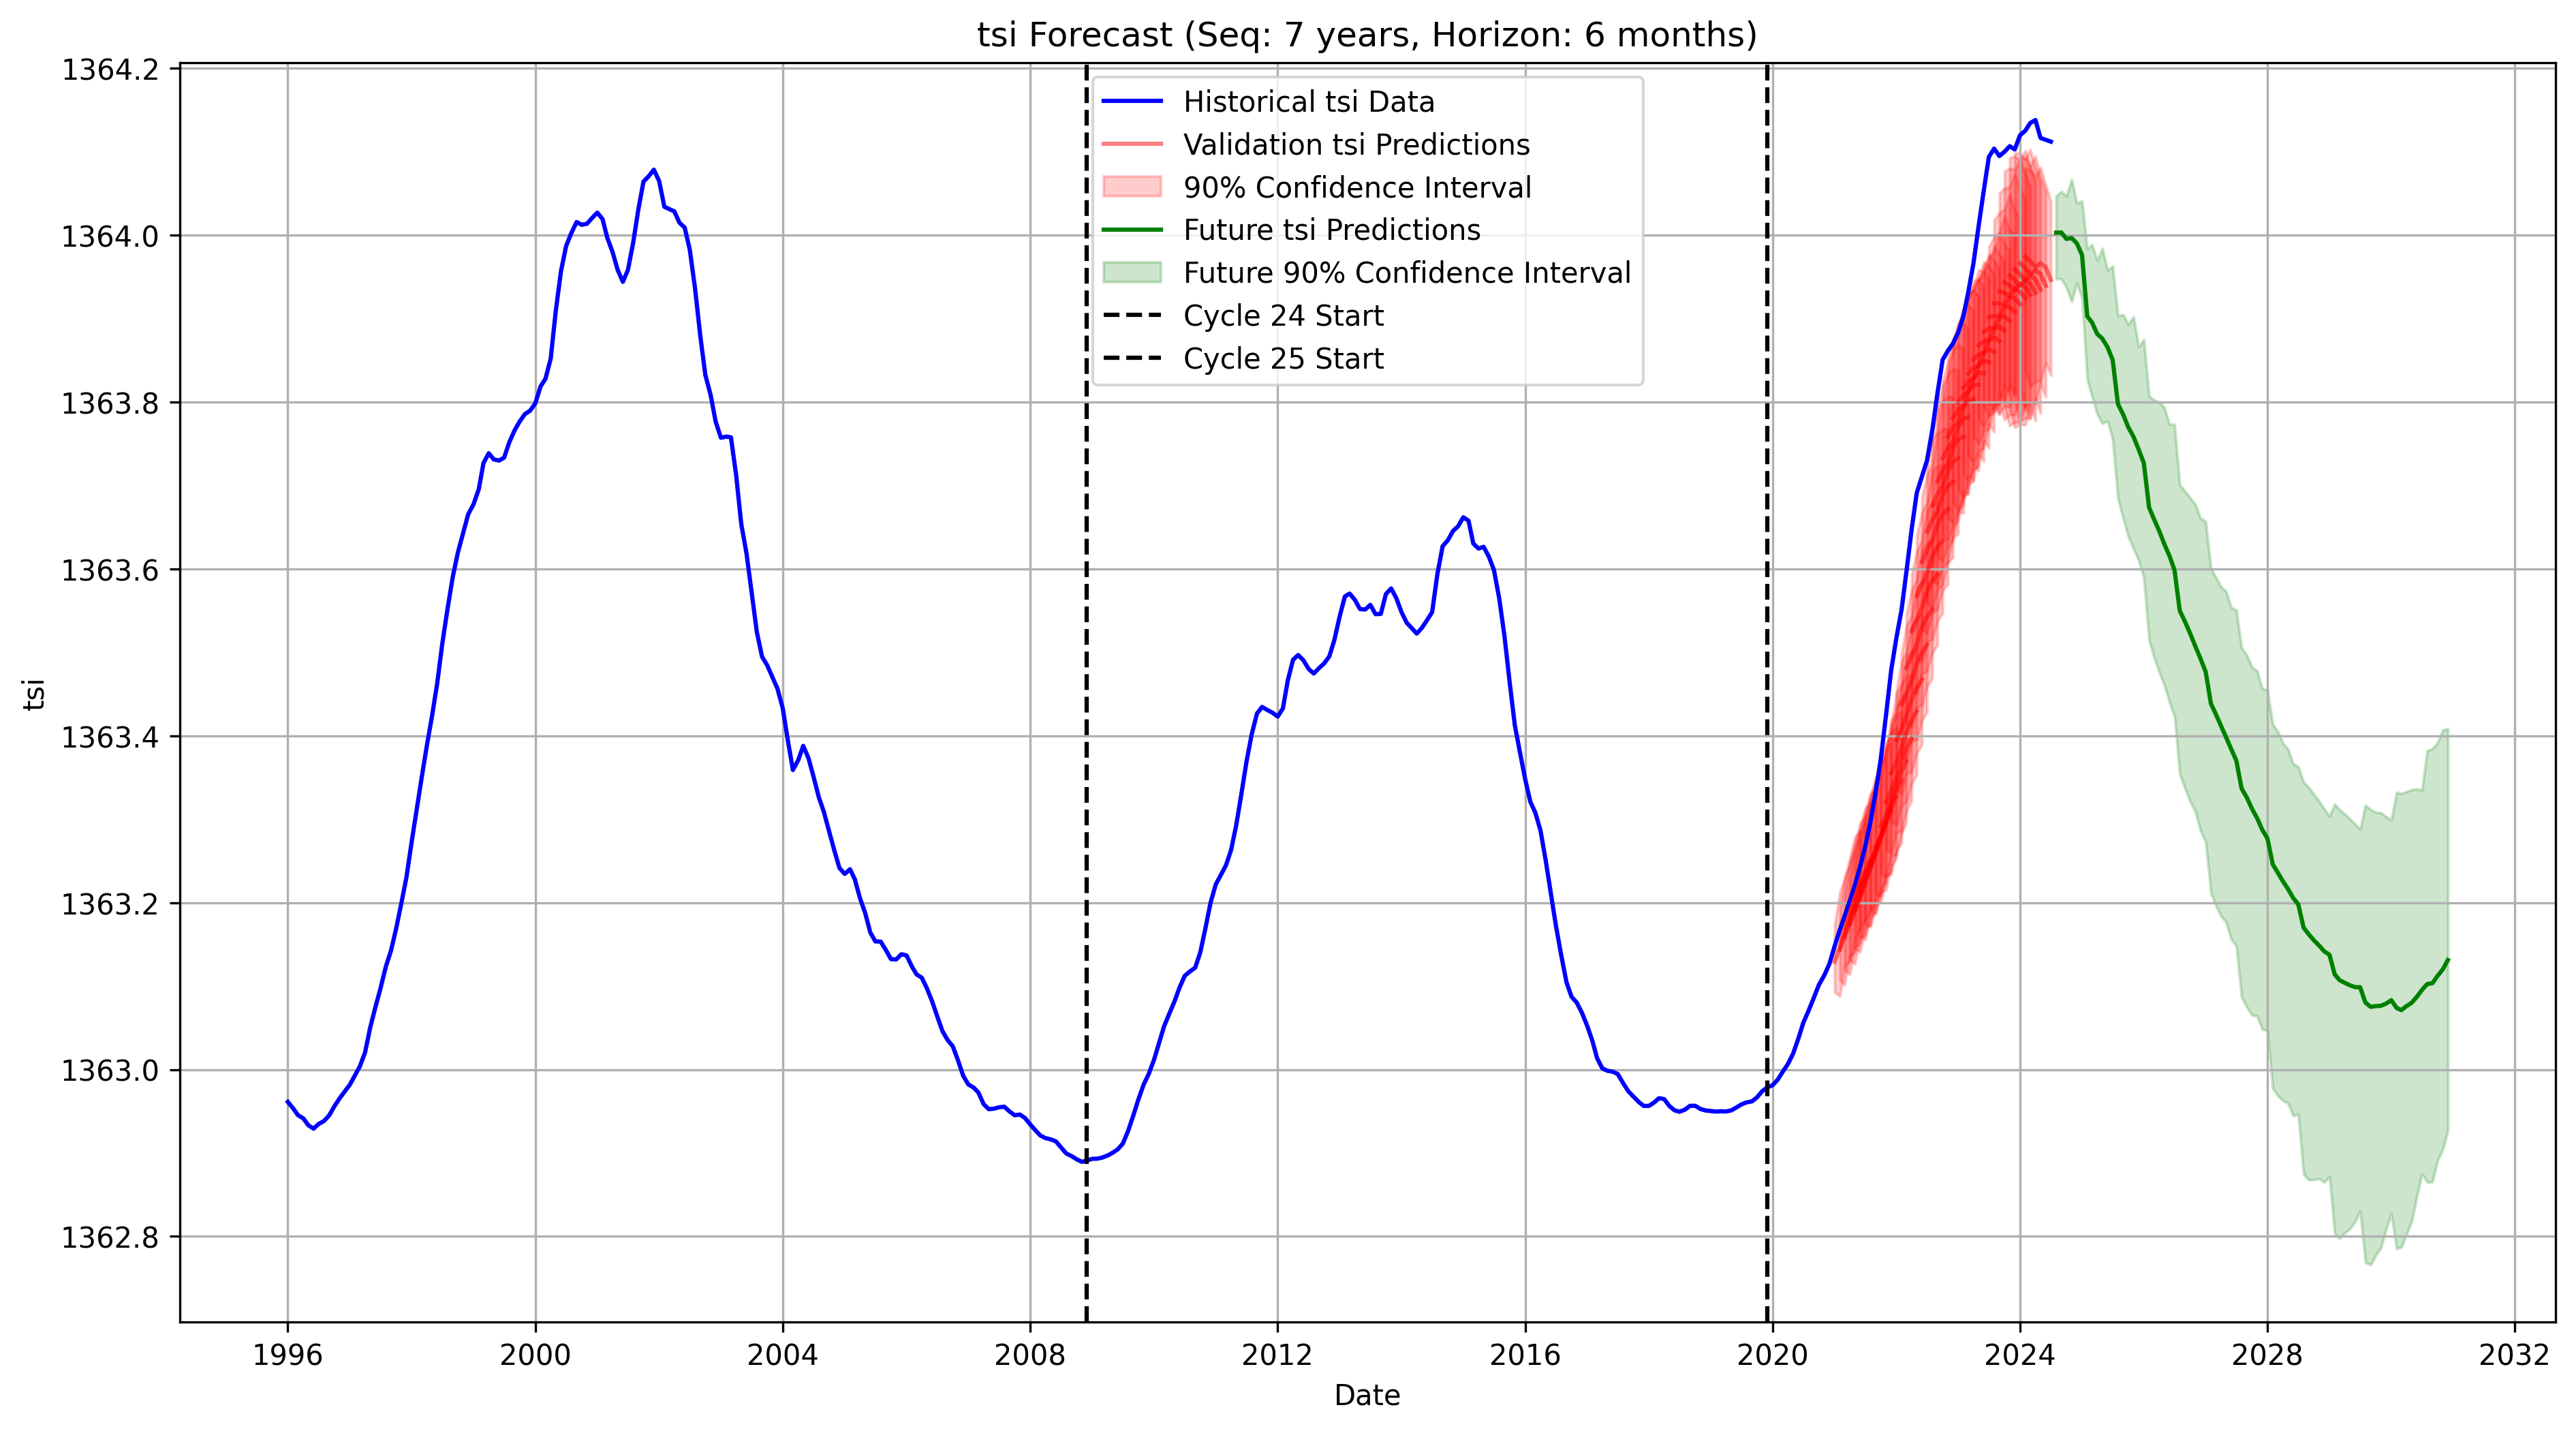 tsi Forecast (Seq: 7 years, Horizon: 6 months)
1364.2
1364.0
1363.8
1363.6
1363.4
1363.2
1363.0
1362.8
tsi
Historical tsi Data
Validation tsi Predictions
90% Confidence Interval
Future tsi Predictions
Future 90% Confidence Interval
Cycle 24 Start
Cycle 25 Start
1996 2000 2004 2008 2012 2016 2020 2024 2028 2032
Date